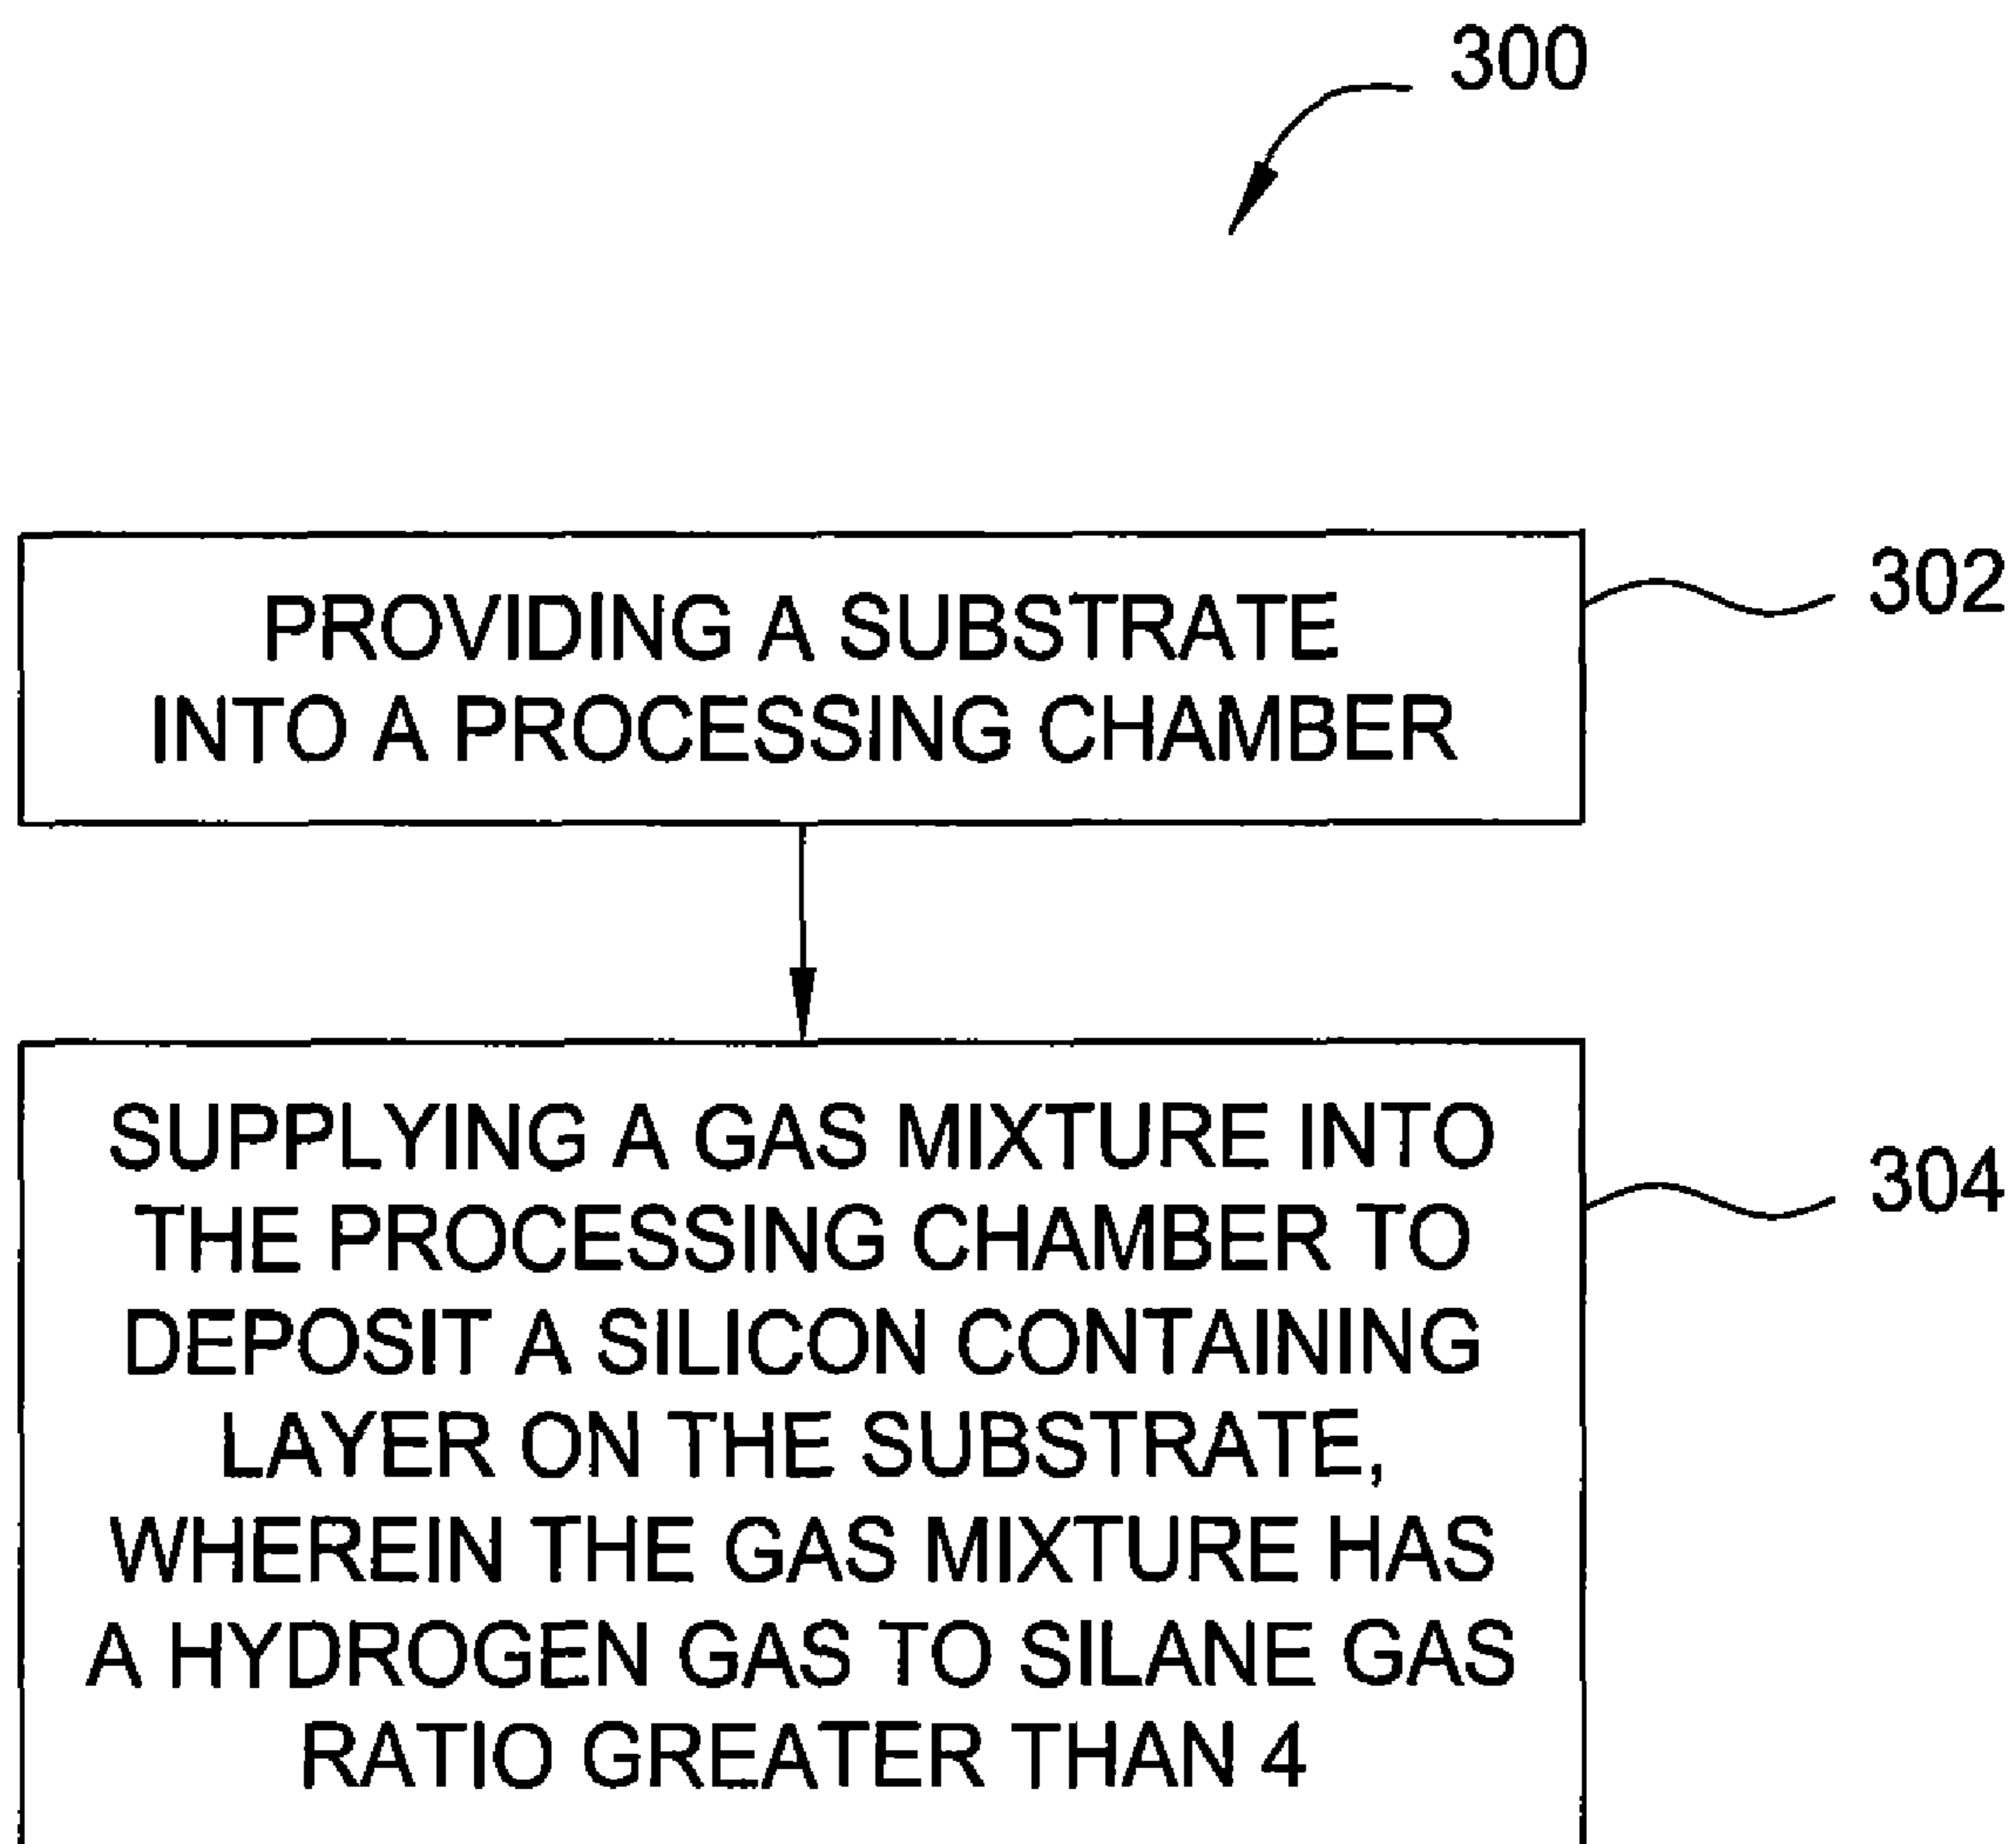 300
PROVIDING A SUBSTRATE
INTO A PROCESSING CHAMBER
302
SUPPLYING A GAS MIXTURE INTO
THE PROCESSING CHAMBER TO
DEPOSIT A SILICON CONTAINING
LAYER ON THE SUBSTRATE,
WHEREIN THE GAS MIXTURE HAS
A HYDROGEN GAS TO SILANE GAS
RATIO GREATER THAN 4
304